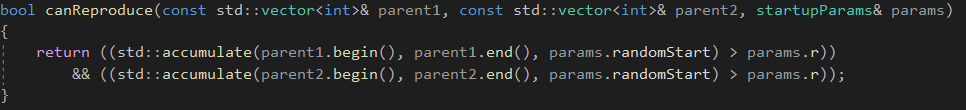 bool canReproduce(const std::vector<int>& parent1, const std::vector<int>& parent2, startupParams& params)
{
return ((std::accumulate(parent1.begin(), parent1.end(), params.randomStart) > params.r))
&& ((std::accumulate(parent2.begin(), parent2.end(), params.randomStart) > params.r));
}